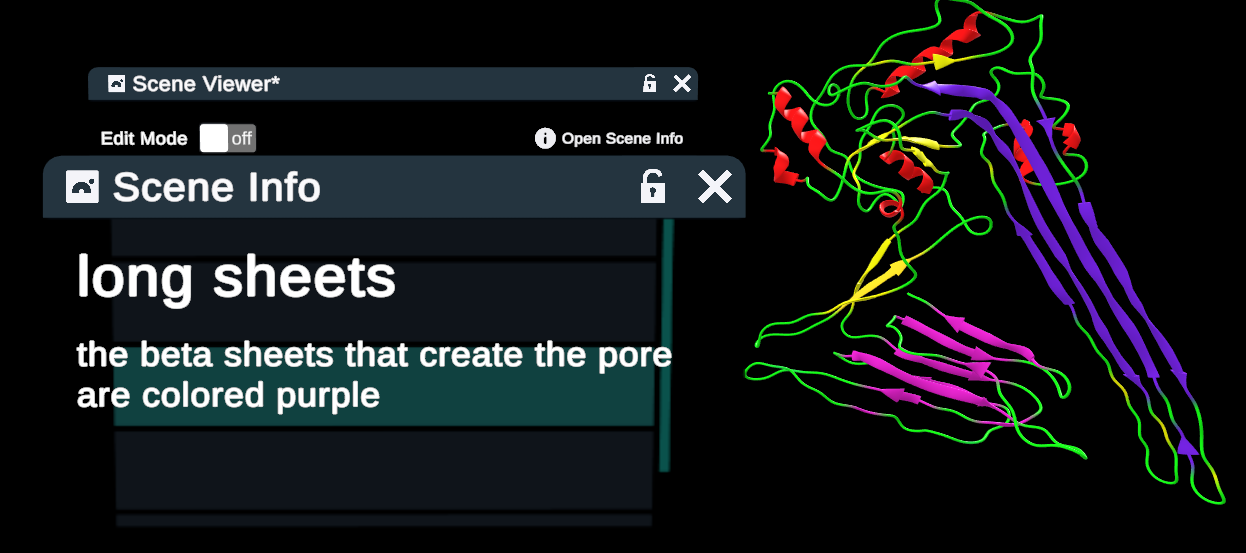 Scene Viewer*
Edit Mode off
Open Scene Info
Scene Info
long sheets
the beta sheets that create the pore
are colored purple